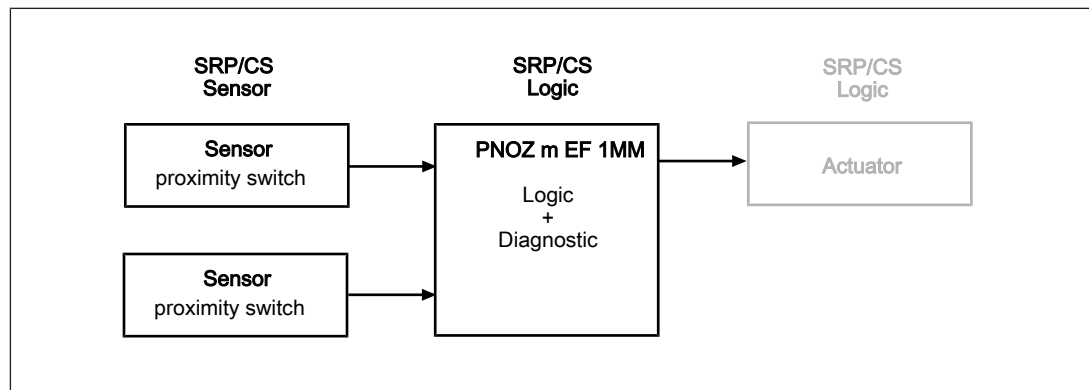 SRP/CS
Sensor
SRP/CS
Logic
SRP/CS
Logic
Sensor
proximity switch
PNOZ m EF 1MM
Logic
+
Diagnostic
Actuator
Sensor
proximity switch